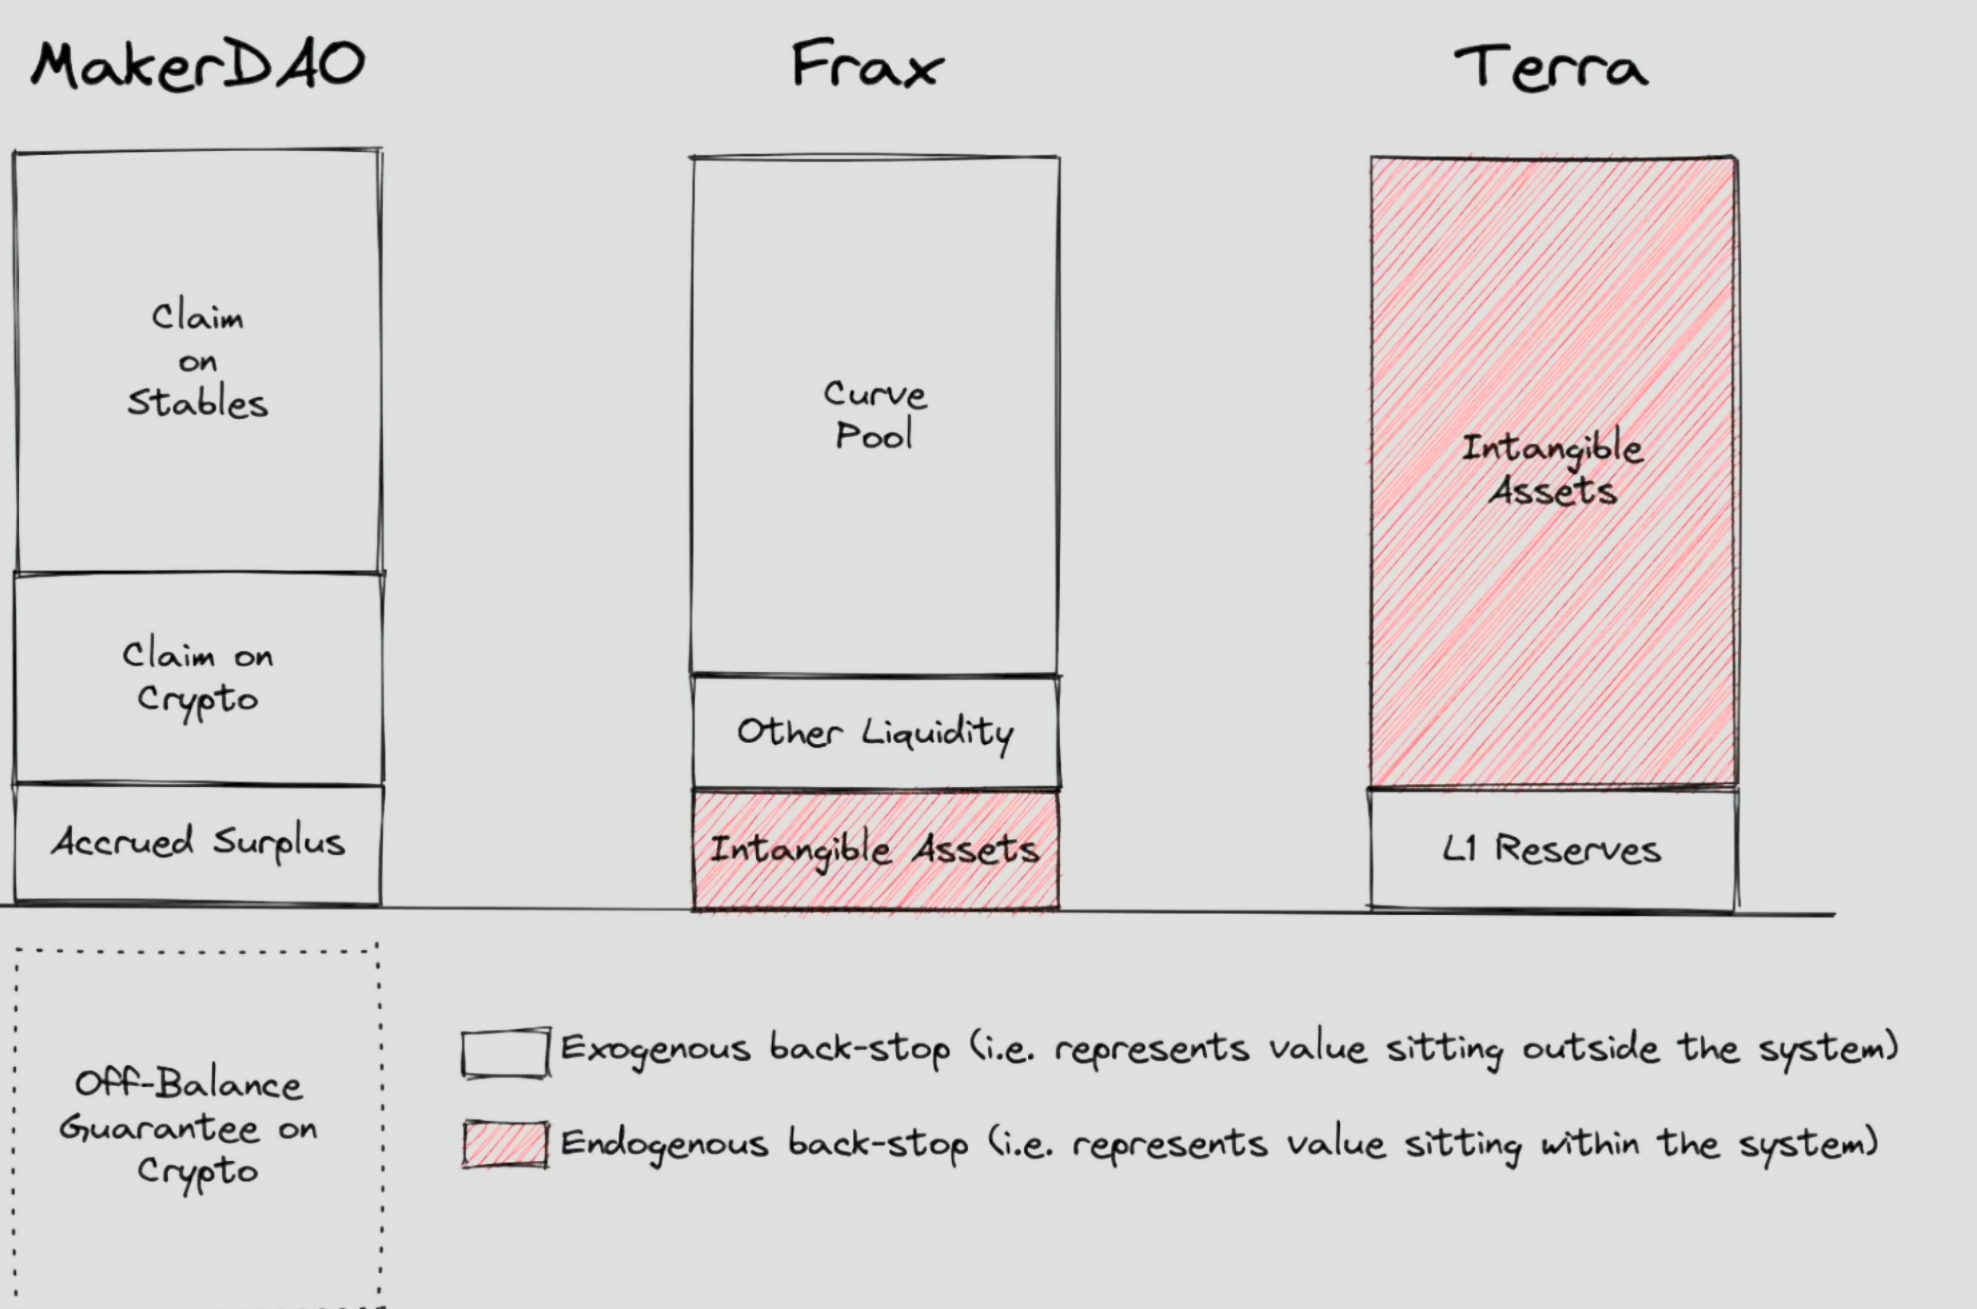 MakerDAO
Frax
Terra
Claim
on
Stables
Claim on
Crypto
Accrued Surplus
Off-Balance
Guarantee on
Crypto
Curve
Pool
Other Liquidity
Intangible Assets
Intangible
Assets
L1 Reserves
Exogenous back-stop (i.e. represents value sitting outside the system)
Endogenous back-stop (i.e. represents value sitting within the system)